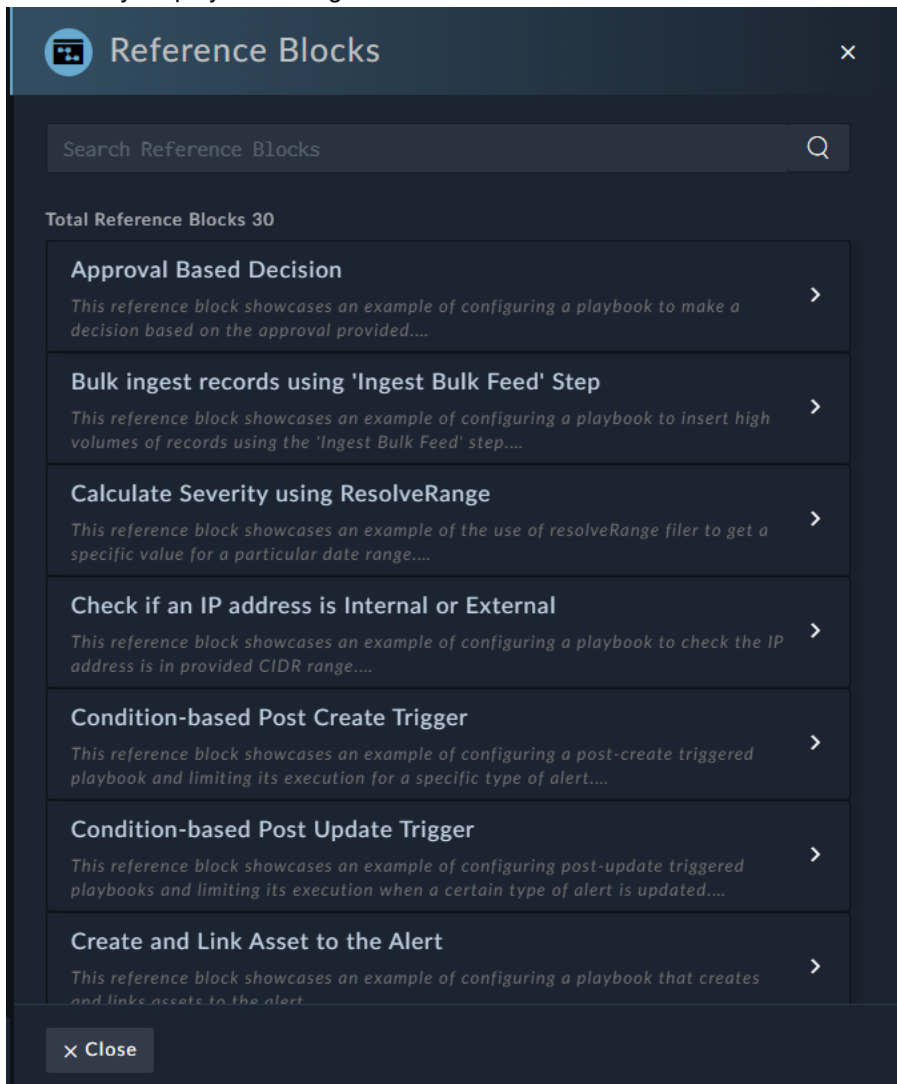 Reference Blocks
Search Reference Blocks
Total Reference Blocks 30
Approval Based Decision
This reference block showcases an example of configuring a playbook to make a
decision based on the approval provided....
Bulk ingest records using 'Ingest Bulk Feed' Step
This reference block showcases an example of configuring a playbook to insert high
volumes of records using the 'Ingest Bulk Feed' step....
Calculate Severity using ResolveRange
This reference block showcases an example of the use of resolveRange filer to get a
specific value for a particular date range....
Check if an IP address is Internal or External
This reference block showcases an example of configuring a playbook to check the IP
address is in provided CIDR range....
Condition-based Post Create Trigger
This reference block showcases an example of configuring a post-create triggered
playbook and limiting its execution for a specific type of alert....
Condition-based Post Update Trigger
This reference block showcases an example of configuring post-update triggered
playbooks and limiting its execution when a certain type of alert is updated....
Create and Link Asset to the Alert
This reference block showcases an example of configuring a playbook that creates
and links assets to the alert
Close